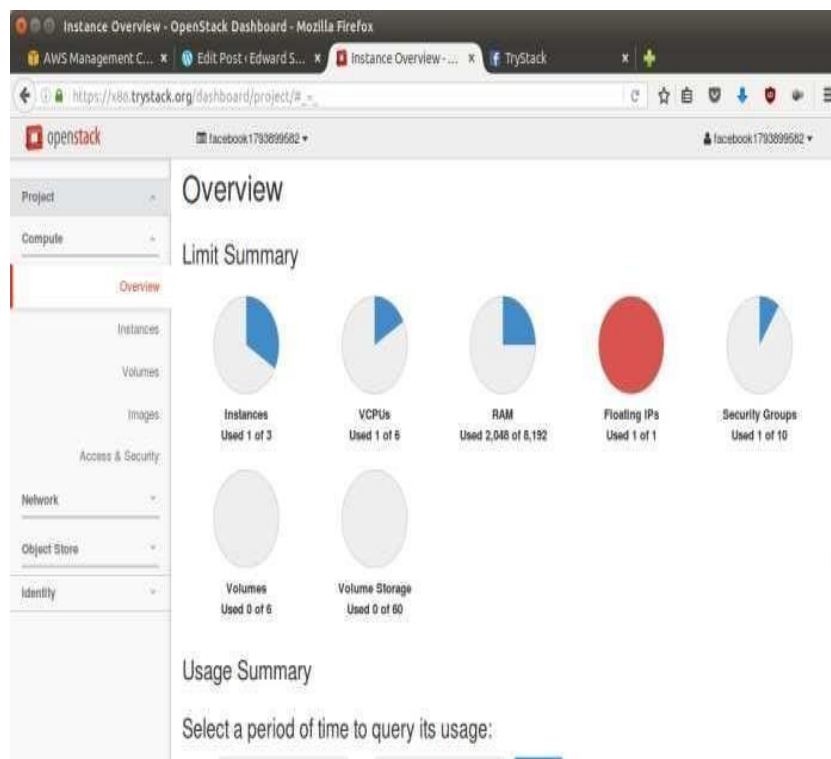 Instance Overview - OpenStack Dashboard - Mozilla Firefox
AWS Management C... × Edit Post ‹ Edward S... × Instance Overview - ... × TryStack ×
https://x86.trystack.org/dashboard/project/#_=_
openstack facebook1793899582 facebook1793899582
Project
Compute
Overview
Instances
Volumes
Images
Access & Security
Network
Object Store
Identity
Overview
Limit Summary
Instances
Used 1 of 3
VCPUs
Used 1 of 6
RAM
Used 2,048 of 8,192
Floating IPs
Used 1 of 1
Security Groups
Used 1 of 10
Volumes
Used 0 of 6
Volume Storage
Used 0 of 60
Usage Summary
Select a period of time to query its usage: